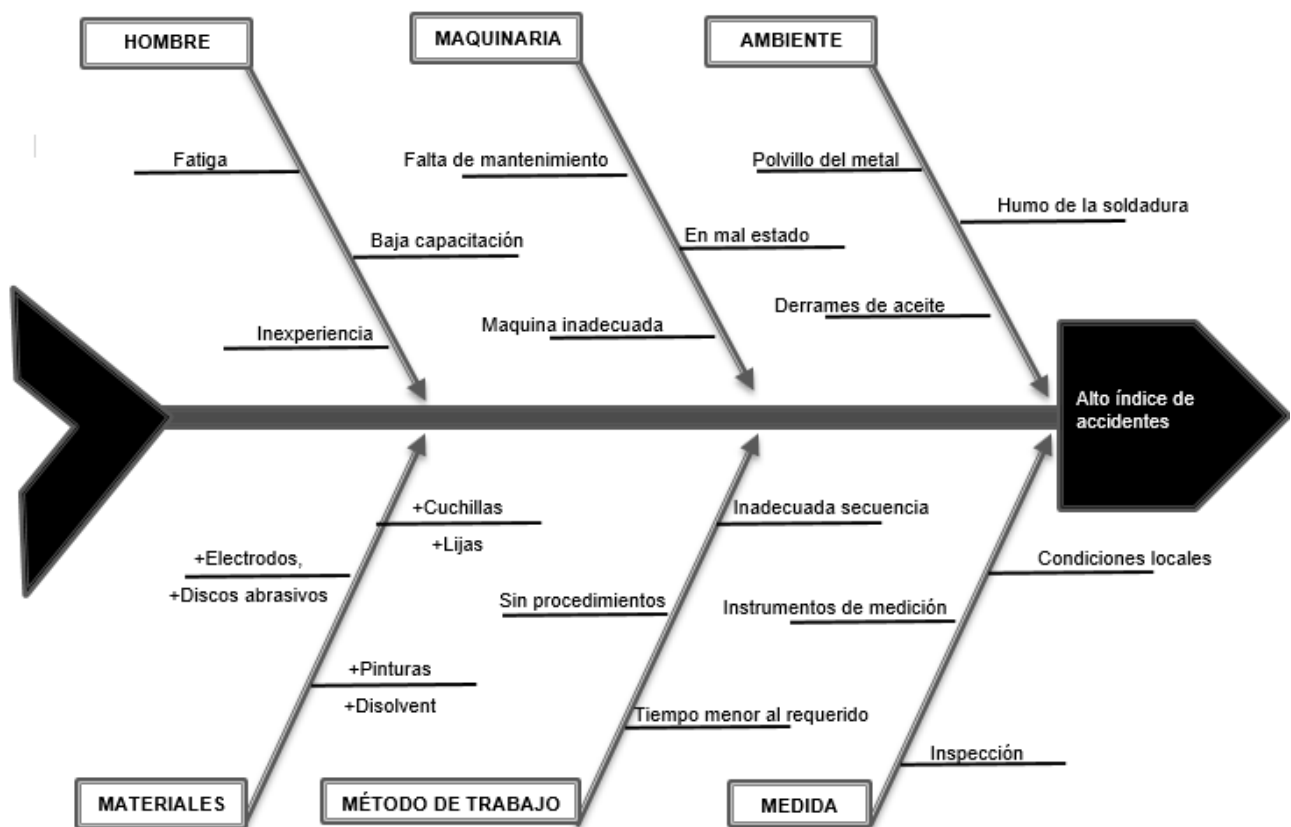 HOMBRE
MAQUINARIA
AMBIENTE
Fatiga
Baja capacitación
Inexperiencia
Falta de mantenimiento
En mal estado
Maquina inadecuada
Polvillo del metal
Humo de la soldadura
Derrames de aceite
Alto índice de
accidentes
+Cuchillas
+Lijas
+Electrodos,
+Discos abrasivos
+Pinturas
+Disolvent
Inadecuada secuencia
Sin procedimientos
Tiempo menor al requerido
Condiciones locales
Instrumentos de medición
Inspección
MATERIALES
MÉTODO DE TRABAJO
MEDIDA